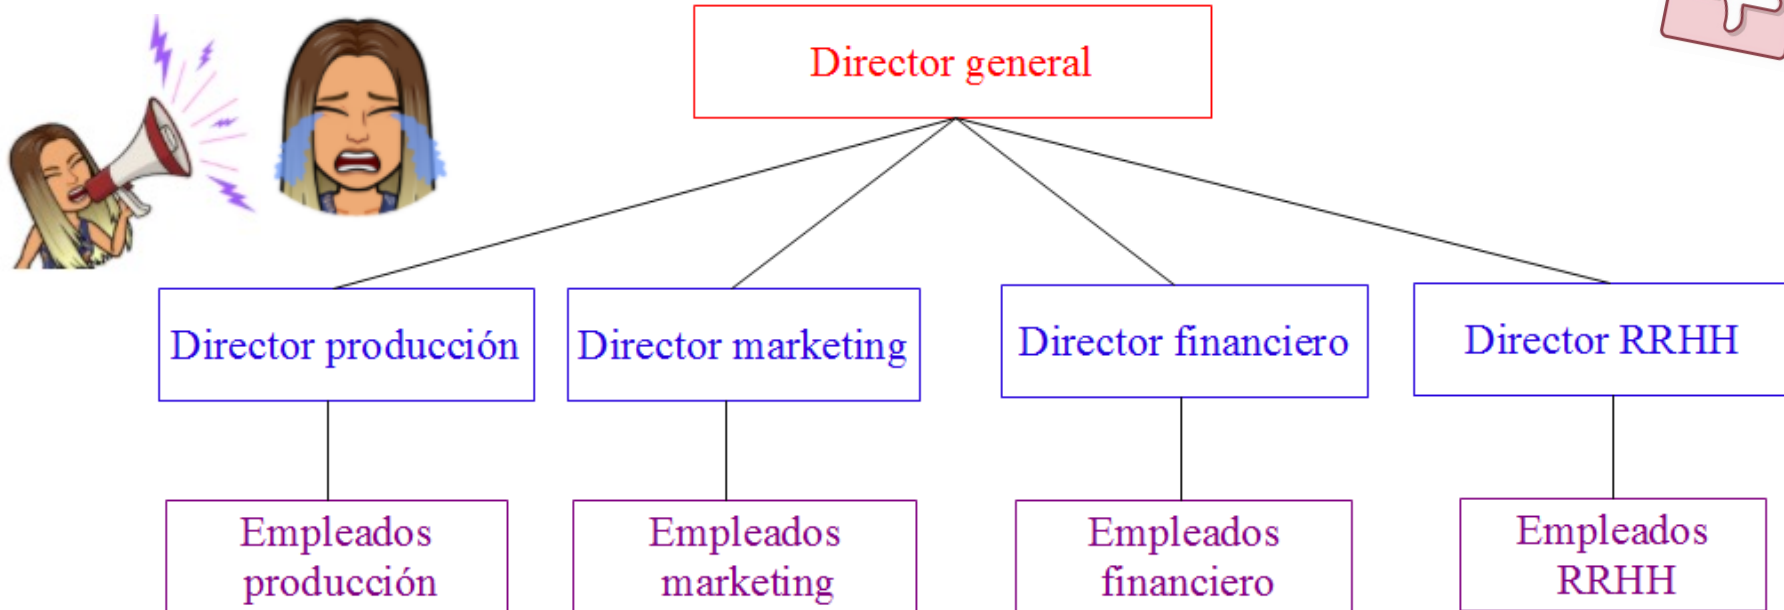 Director general
Director producción
Director marketing
Director financiero
Director RRHH
Empleados
producción
Empleados
marketing
Empleados
financiero
Empleados
RRHH